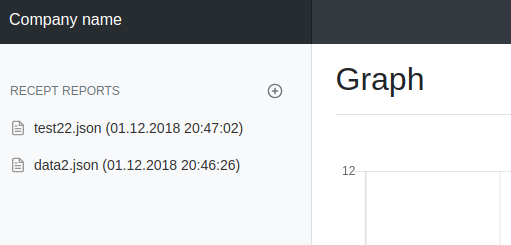 Company name
RECEPT REPORTS
test22.json (01.12.2018 20:47:02)
data2.json (01.12.2018 20:46:26)
Graph
12